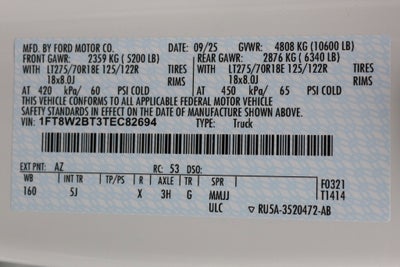 MFD. BY FORD MOTOR CO. 09/25 GVWR: 4808 KG (10600 LB)
FRONT GAWR: 2359 KG (5200 LB) REAR GAWR: 2876 KG (6340 LB)
WITH LT275/70R18E 125/122R TIRES WITH LT275/70R18E 125/122R TIRES
18x8.0J RIMS 18x8.0J RIMS
AT 420 kPa/ 60 PSI COLD AT 450 kPa/ 65 PSI COLD
THIS VEHICLE CONFORMS TO ALL APPLICABLE FEDERAL MOTOR VEHICLE
SAFETY STANDARDS IN EFFECT ON THE DATE OF MANUFACTURE SHOWN ABOVE.
VIN: 1FT8W2BT3TEC82694 TYPE: Truck
EXT PNT: AZ RC: 53 DSO:
WB INT TR TP/PS R AXLE TR SPR F0321
160 5J X 3H G MMJJ T1414
ULC RU5A-3520472-AB